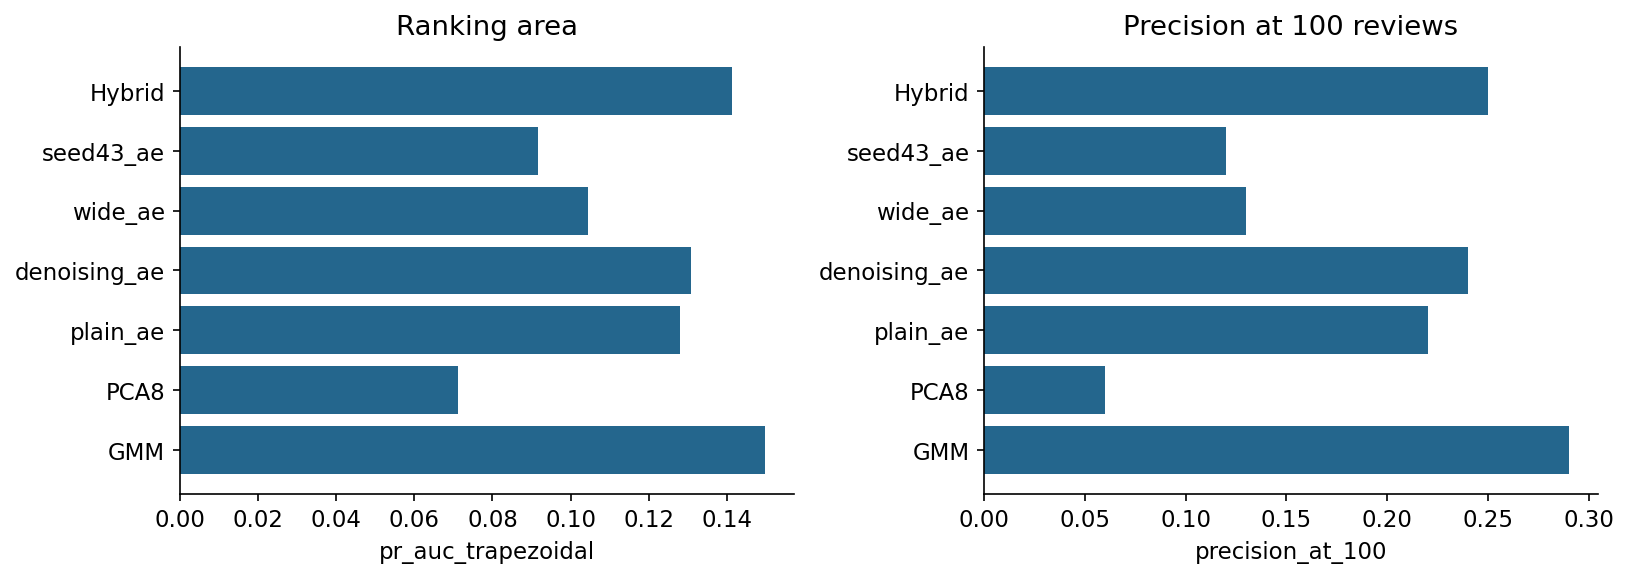 Ranking area
Hybrid
seed43_ae
wide_ae
denoising_ae
plain_ae
PCA8
GMM
0.00 0.02 0.04 0.06 0.08 0.10 0.12 0.14
pr_auc_trapezoidal
Precision at 100 reviews
Hybrid
seed43_ae
wide_ae
denoising_ae
plain_ae
PCA8
GMM
0.00 0.05 0.10 0.15 0.20 0.25 0.30
precision_at_100